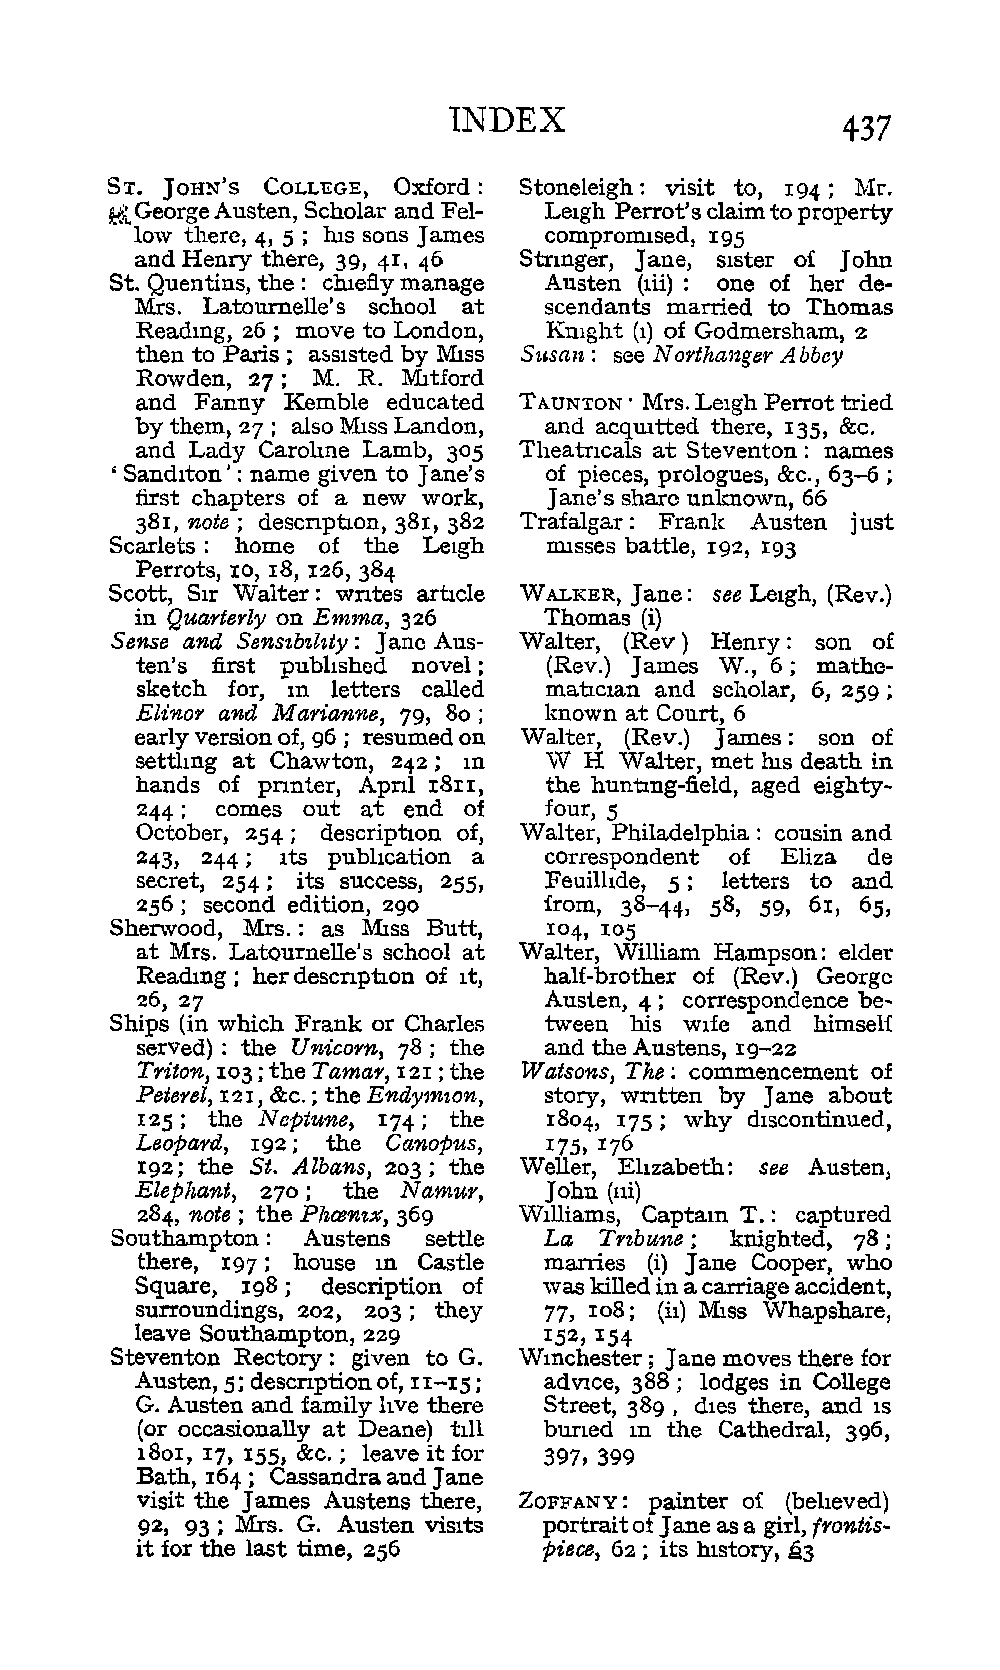 INDEX
437
St. John's College, Oxford :
George Austen, Scholar and Fel-
low there, 4, 5 ; his sons James
and Henry there, 39, 41, 46
St. Quentins, the : chiefly manage
Mrs. Latournelle's school at
Reading, 26 ; move to London,
then to Paris ; assisted by Miss
Rowden, 27 ; M. R. Mitford
and Fanny Kemble educated
by them, 27 ; also Miss Landon,
and Lady Caroline Lamb, 305
' Sanditon ' : name given to Jane's
first chapters of a new work,
381, note ; description, 381, 382
Scarlets : home of the Leigh
Perrots, 10, 18, 126, 384
Scott, Sir Walter : writes article
in Quarterly on Emma, 326
Sense and Sensibility : Jane Aus-
ten's first published novel ;
sketch for, in letters called
Elinor and Marianne, 79, 80 ;
early version of, 96 ; resumed on
settling at Chawton, 242 ; in
hands of printer, April 1811,
244 ; comes out at end of
October, 254 ; description of,
243, 244 ; its publication a
secret, 254 ; its success, 255,
256 ; second edition, 290
Sherwood, Mrs. : as Miss Butt,
at Mrs. Latournelle's school at
Reading ; her description of it,
26, 27
Ships (in which Frank or Charles
served) : the Unicorn, 78 ; the
Triton, 103 ; the Tamar, 121 ; the
Peterel, 121, &c. ; the Endymion,
125 ; the Neptune, 174 ; the
Leopard, 192 ; the Canopus,
192; the St. Albans, 203 ; the
Elephant, 270 ; the Namur,
284, note ; the Phœnix, 369
Southampton : Austens settle
there, 197 ; house in Castle
Square, 198 ; description of
surroundings, 202, 203 ; they
leave Southampton, 229
Steventon Rectory : given to G.
Austen, 5; description of, 11–15 ;
G. Austen and family live there
(or occasionally at Deane) till
1801, 17, 155, &c. ; leave it for
Bath, 164 ; Cassandra and Jane
visit the James Austens there,
92, 93 ; Mrs. G. Austen visits
it for the last time, 256
Stoneleigh : visit to, 194 ; Mr.
Leigh Perrot's claim to property
compromised, 195
Stringer, Jane, sister of John
Austen (iii) : one of her de-
scendants married to Thomas
Knight (i) of Godmersham, 2
Susan : see Northanger Abbey
Taunton · Mrs. Leigh Perrot tried
and acquitted there, 135, &c.
Theatricals at Steventon : names
of pieces, prologues, &c., 63–6 ;
Jane's share unknown, 66
Trafalgar : Frank Austen just
misses battle, 192, 193
Walker, Jane : see Leigh, (Rev.)
Thomas (i)
Walter, (Rev ) Henry : son of
(Rev.) James W., 6 ; mathe-
matician and scholar, 6, 259 ;
known at Court, 6
Walter, (Rev.) James : son of
W H Walter, met his death in
the hunting-field, aged eighty-
four, 5
Walter, Philadelphia : cousin and
correspondent of Eliza de
Feuillide, 5 ; letters to and
from, 38–44, 58, 59, 61, 65,
104, 105
Walter, William Hampson : elder
half-brother of (Rev.) George
Austen, 4 ; correspondence be-
tween his wife and himself
and the Austens, 19–22
Watsons, The : commencement of
story, written by Jane about
1804, 175 ; why discontinued,
175, 176
Weller, Elizabeth : see Austen,
John (iii)
Williams, Captain T. : captured
La Tribune ; knighted, 78 ;
marries (i) Jane Cooper, who
was killed in a carriage accident,
77, 108; (ii) Miss Whapshare,
152, 154
Winchester ; Jane moves there for
advice, 388 ; lodges in College
Street, 389 , dies there, and is
buried in the Cathedral, 396,
397, 399
Zoffany : painter of (believed)
portrait of Jane as a girl, frontis-
piece, 62 ; its history, 63